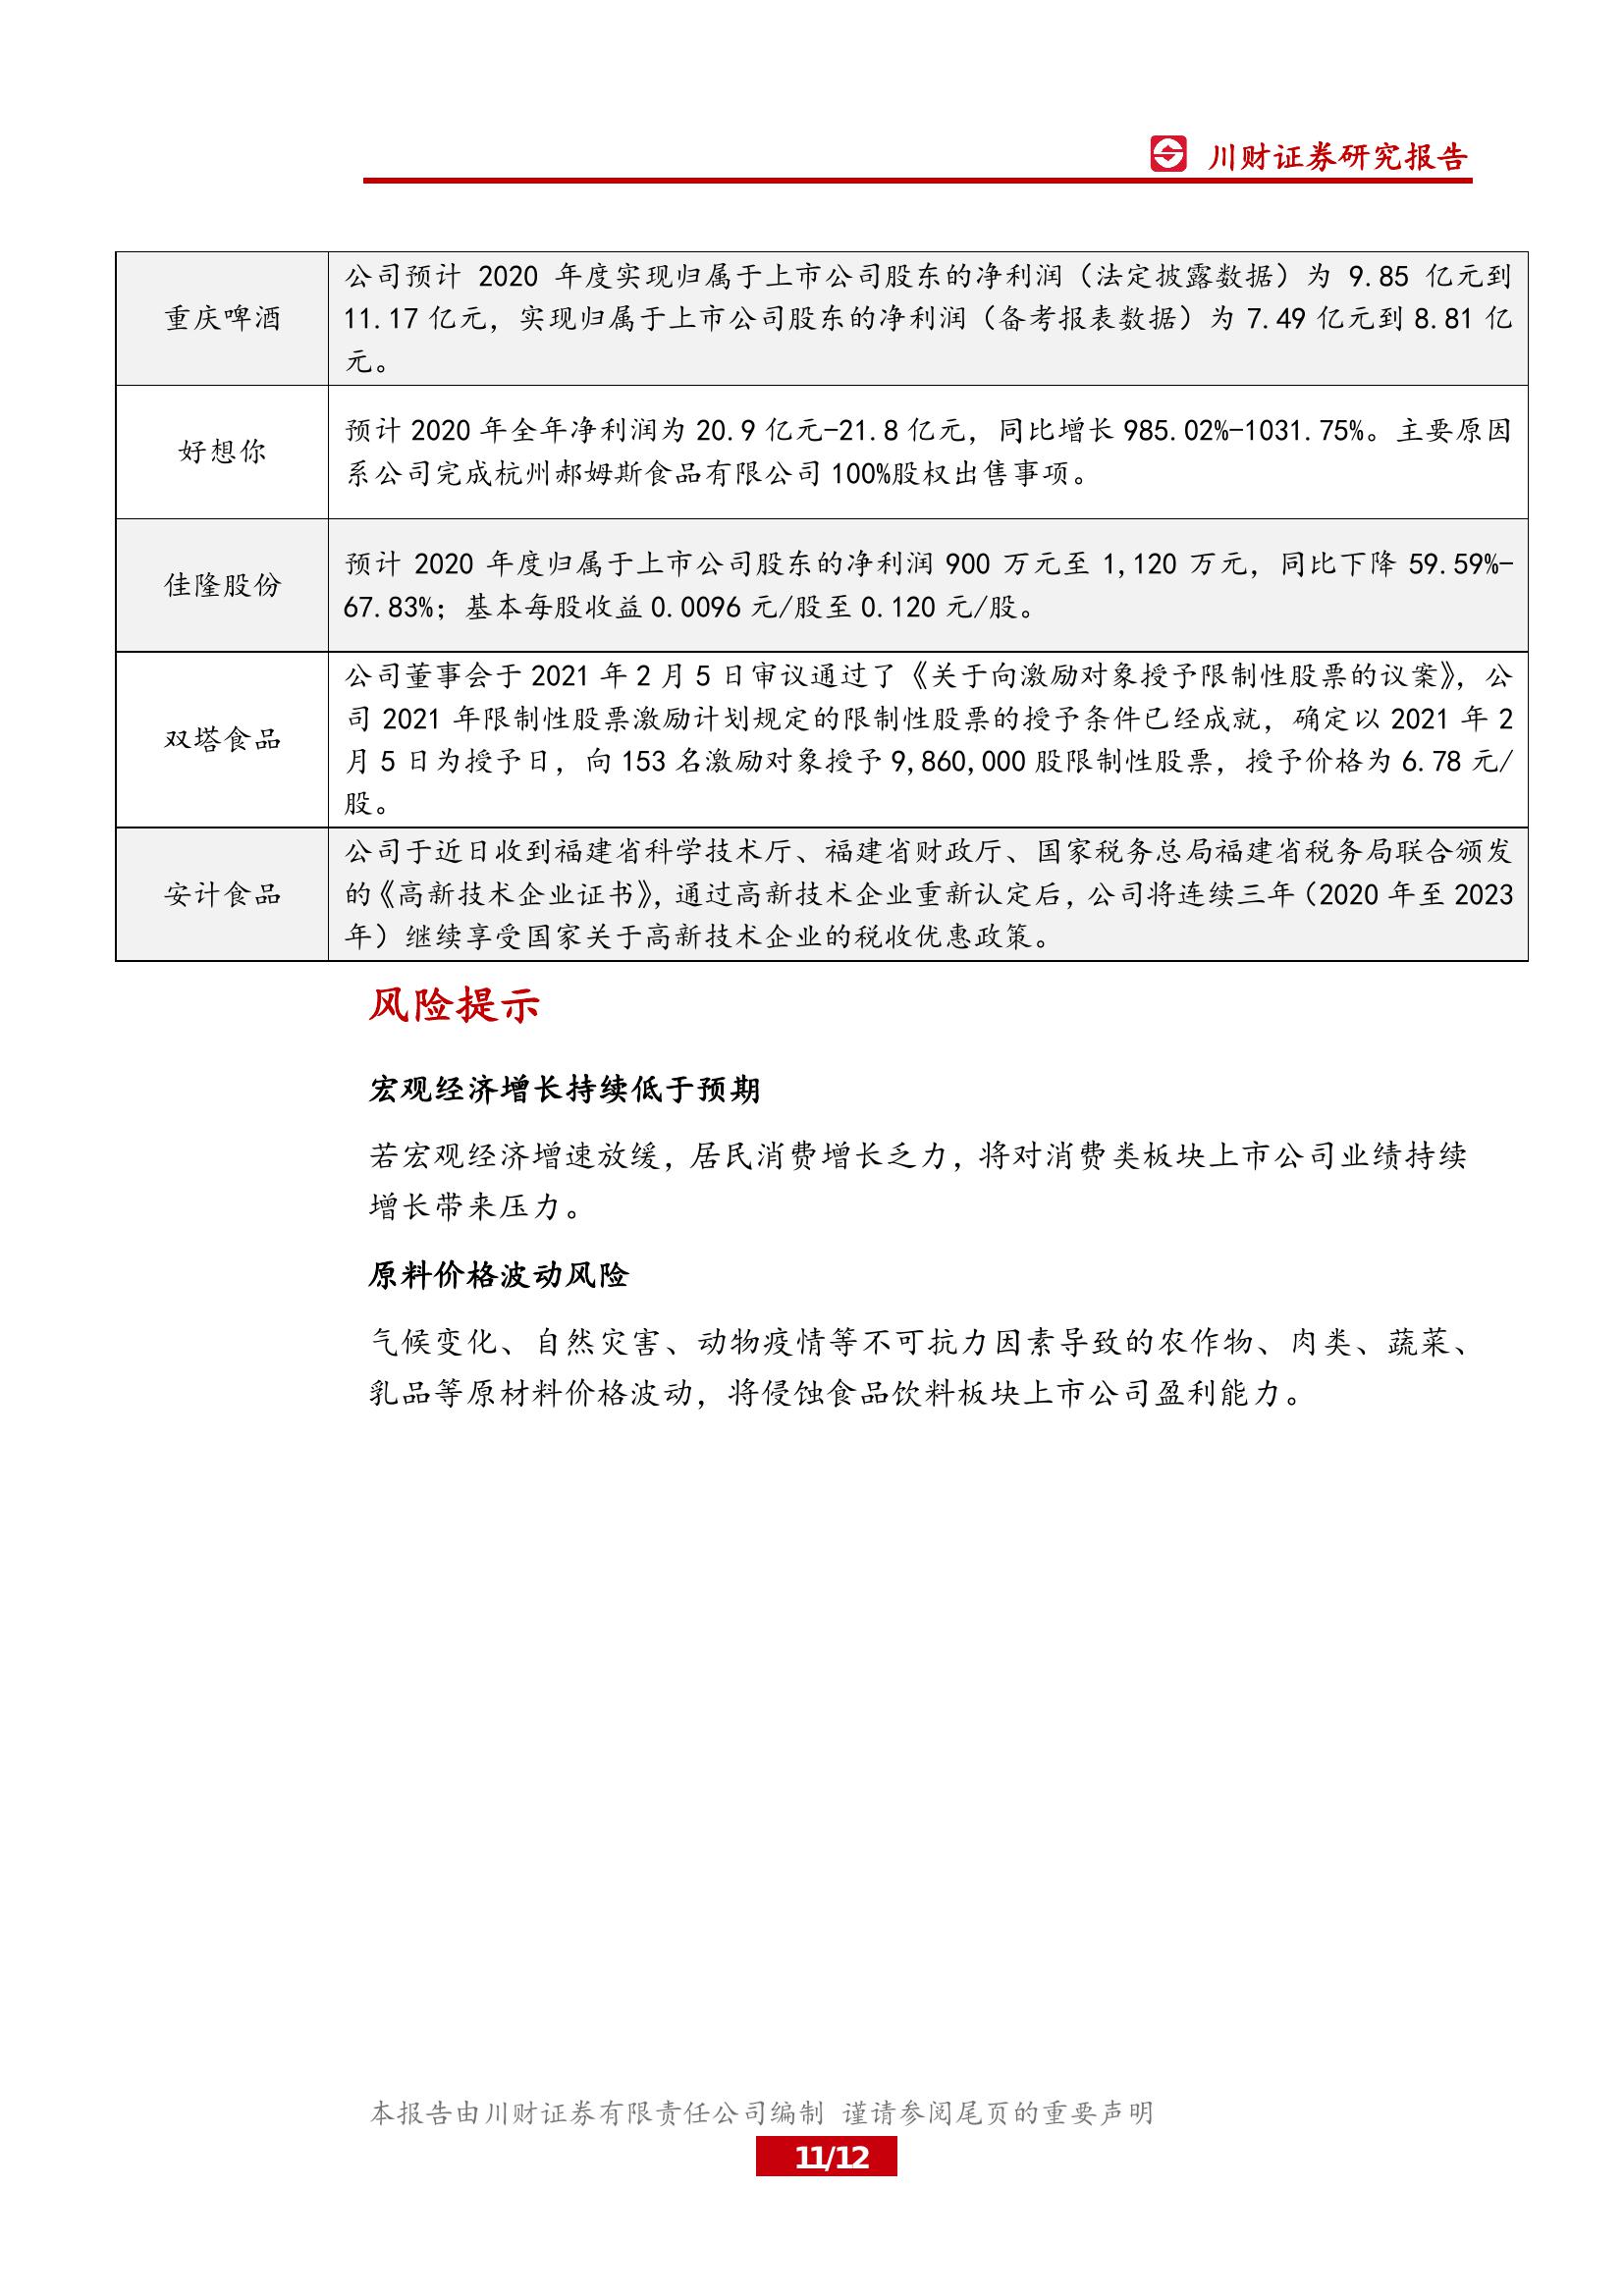 川财证券研究报告
重庆啤酒
公司预计 2020 年度实现归属于上市公司股东的净利润（法定披露数据）为 9.85 亿元到
11.17 亿元，实现归属于上市公司股东的净利润（备考报表数据）为 7.49 亿元到 8.81 亿
元。
好想你
预计 2020 年全年净利润为 20.9 亿元-21.8 亿元，同比增长 985.02%-1031.75%。主要原因
系公司完成杭州郝姆斯食品有限公司 100%股权出售事项。
佳隆股份
预计 2020 年度归属于上市公司股东的净利润 900 万元至 1,120 万元，同比下降 59.59%-
67.83%；基本每股收益 0.0096 元/股至 0.120 元/股。
双塔食品
公司董事会于 2021 年 2 月 5 日审议通过了《关于向激励对象授予限制性股票的议案》，公
司 2021 年限制性股票激励计划规定的限制性股票的授予条件已经成就，确定以 2021 年 2
月 5 日为授予日，向 153 名激励对象授予 9,860,000 股限制性股票，授予价格为 6.78 元/
股。
安计食品
公司于近日收到福建省科学技术厅、福建省财政厅、国家税务总局福建省税务局联合颁发
的《高新技术企业证书》，通过高新技术企业重新认定后，公司将连续三年（2020 年至 2023
年）继续享受国家关于高新技术企业的税收优惠政策。
风险提示
宏观经济增长持续低于预期
若宏观经济增速放缓，居民消费增长乏力，将对消费类板块上市公司业绩持续
增长带来压力。
原料价格波动风险
气候变化、自然灾害、动物疫情等不可抗力因素导致的农作物、肉类、蔬菜、
乳品等原材料价格波动，将侵蚀食品饮料板块上市公司盈利能力。
本报告由川财证券有限责任公司编制 谨请参阅尾页的重要声明
11/12